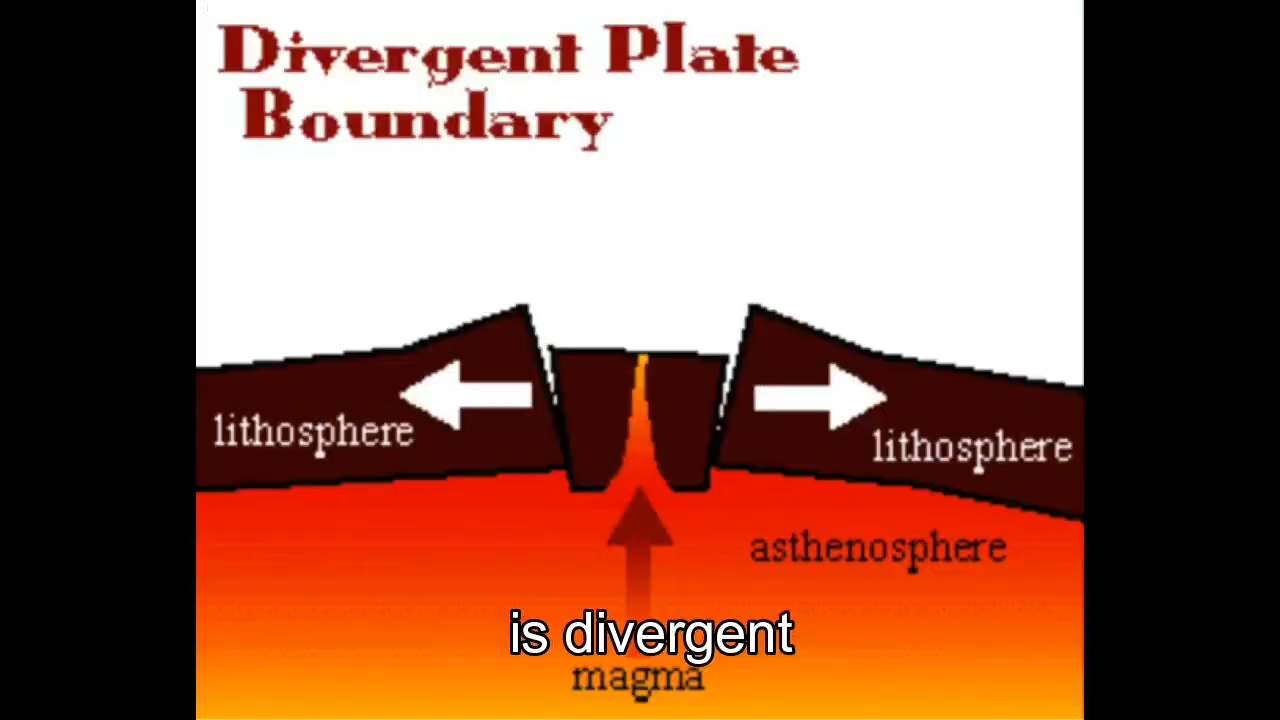 Divergent Plate
Boundary
lithosphere
lithosphere
asthenosphere
is divergent
magma